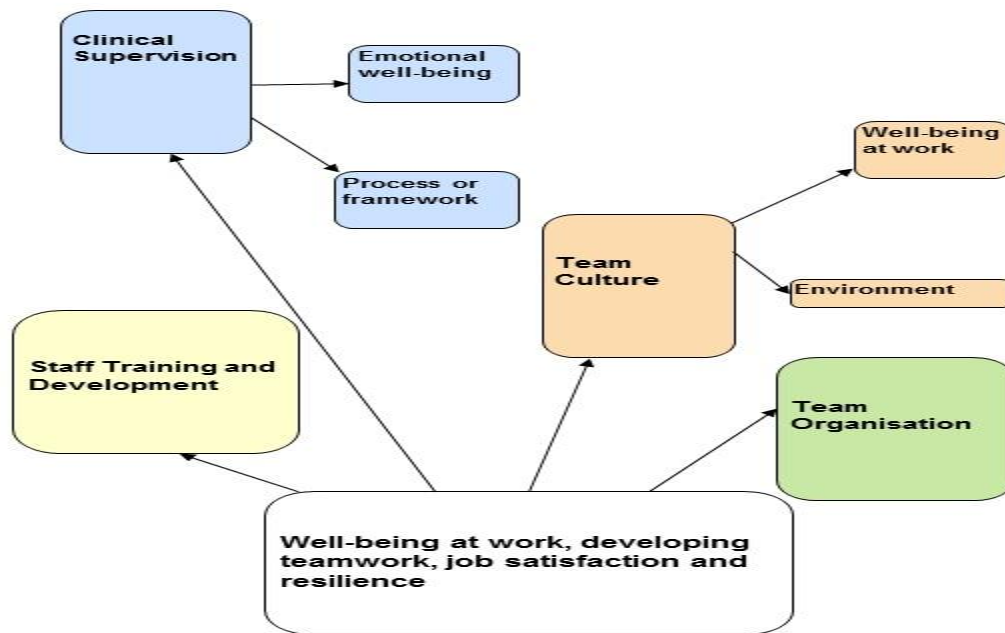 Clinical
Supervision
Emotional
well-being
Process or
framework
Well-being
at work
Team
Culture
Environment
Staff Training and
Development
Team
Organisation
Well-being at work, developing
teamwork, job satisfaction and
resilience